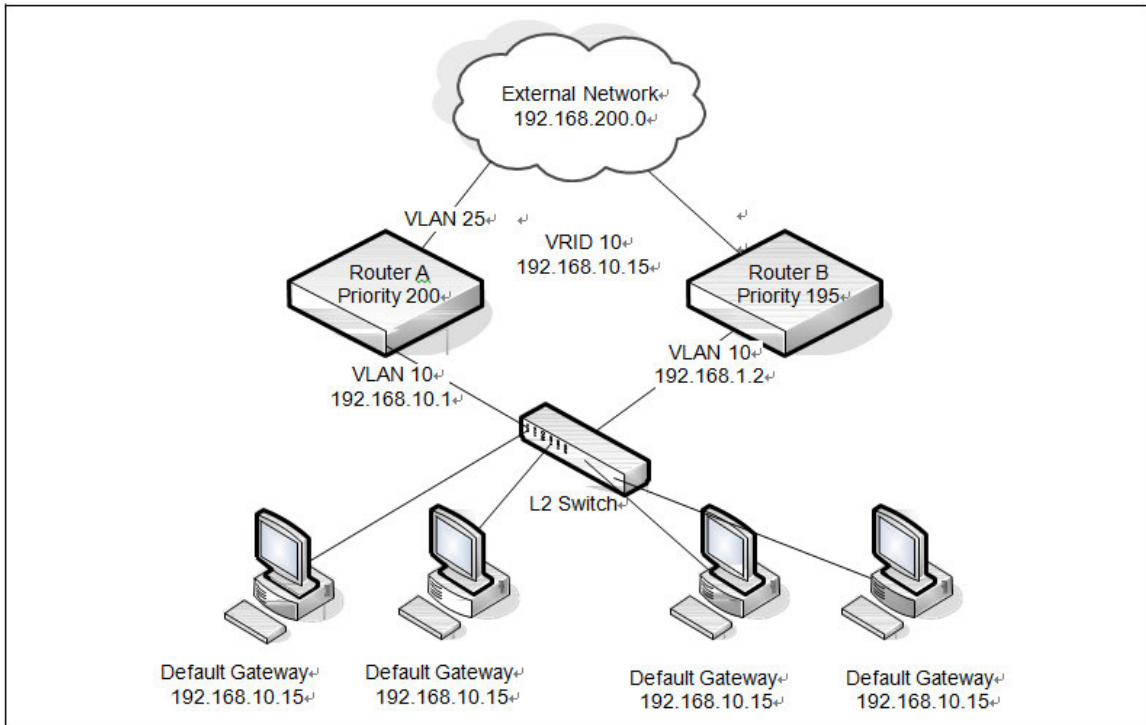 External Network↵
192.168.200.0↵
VLAN 25↵ ↵ ↵
VRID 10↵
192.168.10.15↵ ↵
Router A
Priority 200↵
Router B
Priority 195↵
VLAN 10↵
192.168.10.1↵
VLAN 10↵
192.168.1.2↵
L2 Switch↵
Default Gateway↵
192.168.10.15↵
Default Gateway↵
192.168.10.15↵
Default Gateway↵
192.168.10.15↵
Default Gateway↵
192.168.10.15↵